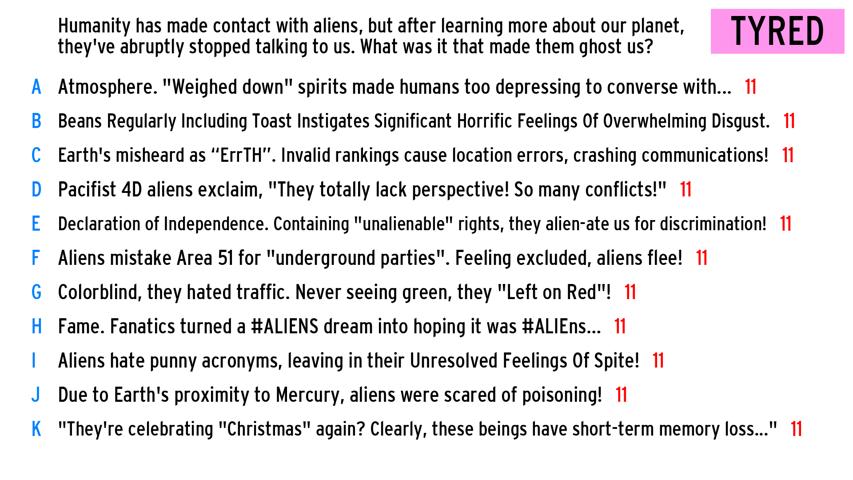 Humanity has made contact with aliens, but after learning more about our planet,
they've abruptly stopped talking to us. What was it that made them ghost us?
TYRED
A Atmosphere. "Weighed down" spirits made humans too depressing to converse with... 11
B Beans Regularly Including Toast Instigates Significant Horrific Feelings Of Overwhelming Disgust. 11
C Earth's misheard as “ErrTH”. Invalid rankings cause location errors, crashing communications! 11
D Pacifist 4D aliens exclaim, "They totally lack perspective! So many conflicts!" 11
E Declaration of Independence. Containing "unalienable" rights, they alien-ate us for discrimination! 11
F Aliens mistake Area 51 for "underground parties". Feeling excluded, aliens flee! 11
G Colorblind, they hated traffic. Never seeing green, they "Left on Red"! 11
H Fame. Fanatics turned a #ALIENS dream into hoping it was #ALIEns... 11
I Aliens hate punny acronyms, leaving in their Unresolved Feelings Of Spite! 11
J Due to Earth's proximity to Mercury, aliens were scared of poisoning! 11
K "They're celebrating "Christmas" again? Clearly, these beings have short-term memory loss..." 11